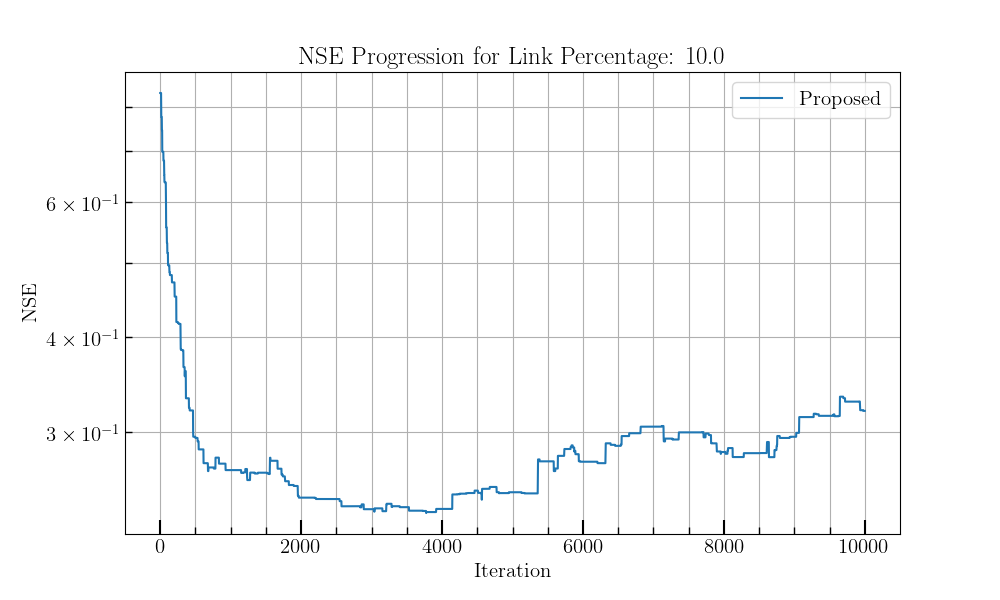 NSE Progression for Link Percentage: 10.0
Proposed
6 × 10⁻¹
4 × 10⁻¹
3 × 10⁻¹
NSE
0 2000 4000 6000 8000 10000
Iteration